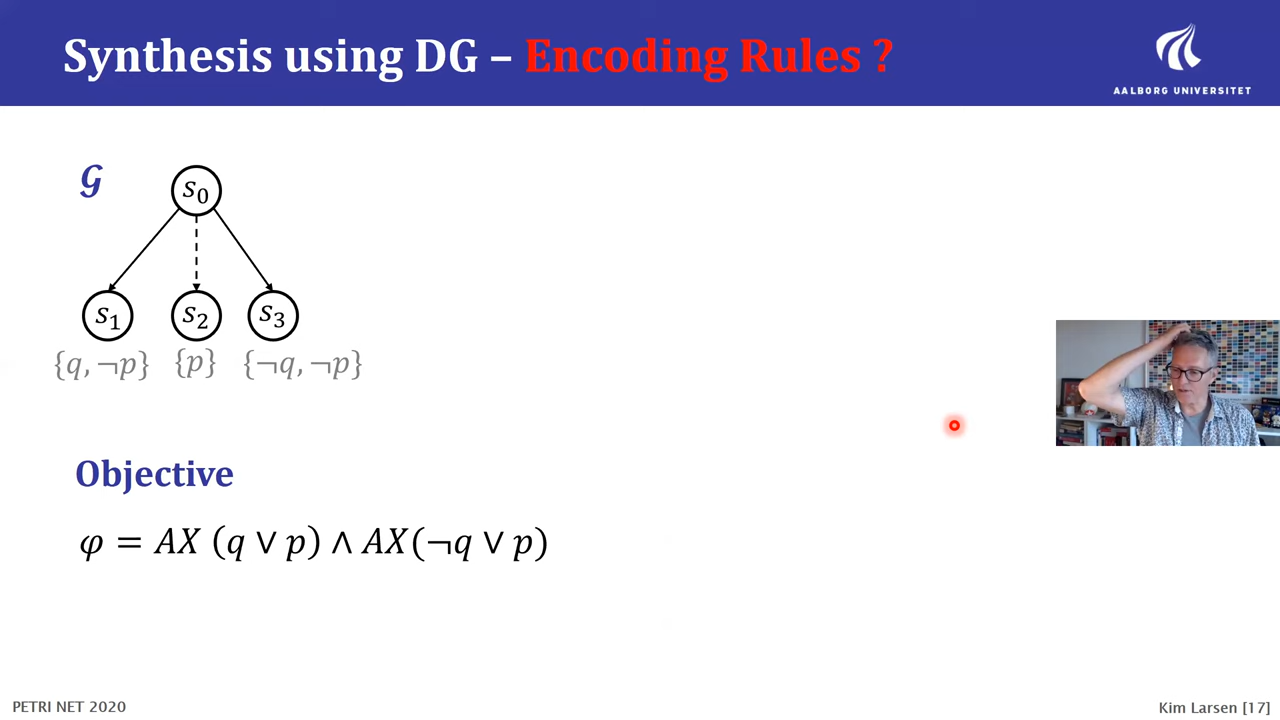 Synthesis using DG – Encoding Rules ?
AALBORG UNIVERSITET
𝒢
s₀
s₁ s₂ s₃
{q, ¬p} {p} {¬q, ¬p}
Objective
φ = AX (q ∨ p) ∧ AX(¬q ∨ p)
PETRI NET 2020
Kim Larsen [17]